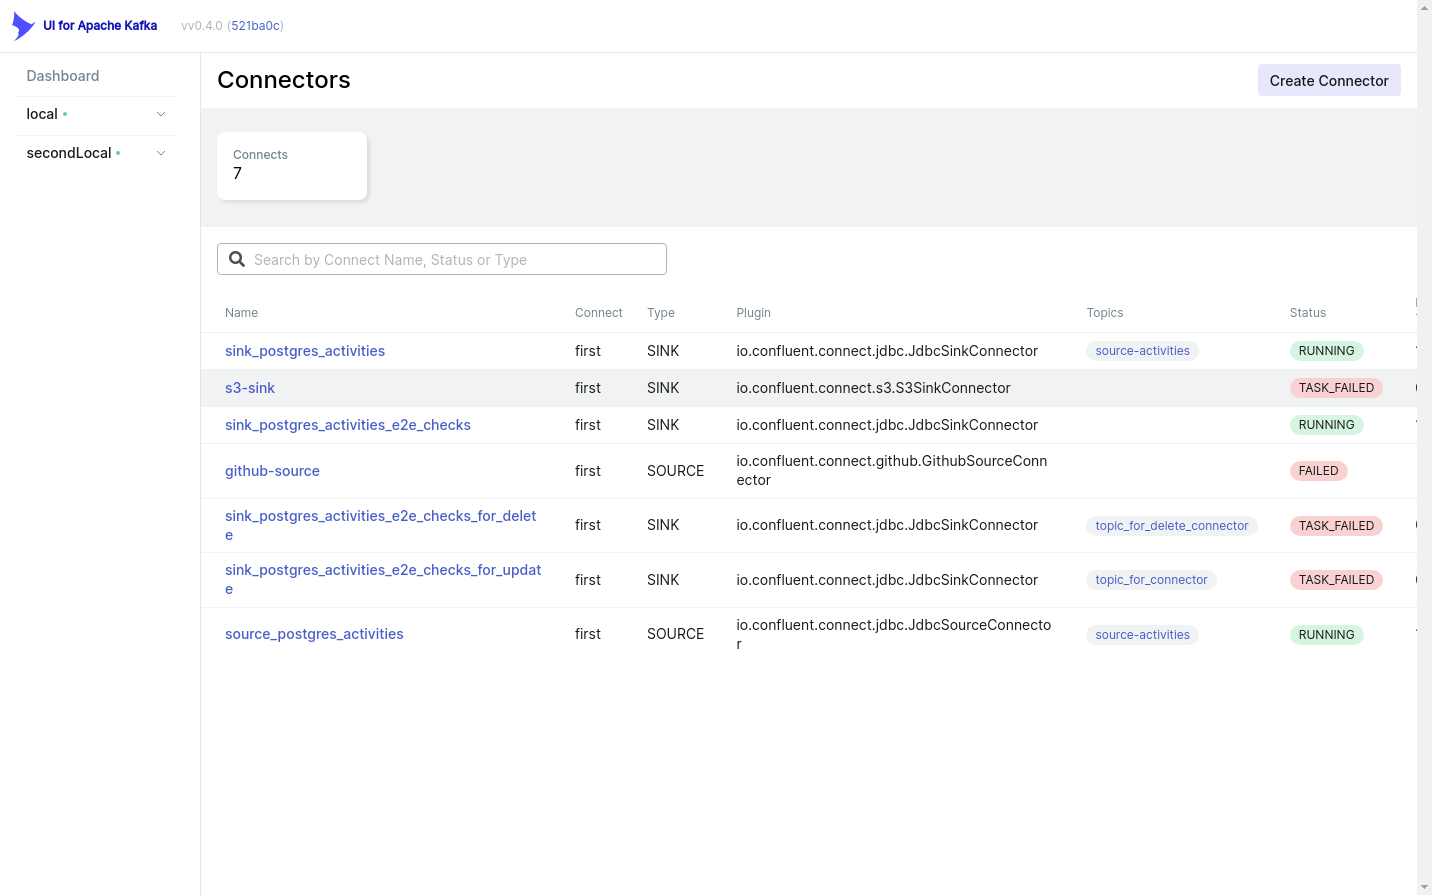 UI for Apache Kafka vv0.4.0 (521ba0c)
Dashboard
local
secondLocal
Connectors
Create Connector
Connects
7
Search by Connect Name, Status or Type
Name Connect Type Plugin Topics Status
sink_postgres_activities first SINK io.confluent.connect.jdbc.JdbcSinkConnector source-activities RUNNING
s3-sink first SINK io.confluent.connect.s3.S3SinkConnector TASK_FAILED
sink_postgres_activities_e2e_checks first SINK io.confluent.connect.jdbc.JdbcSinkConnector RUNNING
github-source first SOURCE io.confluent.connect.github.GithubSourceConn
ector FAILED
sink_postgres_activities_e2e_checks_for_delet
e first SINK io.confluent.connect.jdbc.JdbcSinkConnector topic_for_delete_connector TASK_FAILED
sink_postgres_activities_e2e_checks_for_updat
e first SINK io.confluent.connect.jdbc.JdbcSinkConnector topic_for_connector TASK_FAILED
source_postgres_activities first SOURCE io.confluent.connect.jdbc.JdbcSourceConnecto
r source-activities RUNNING